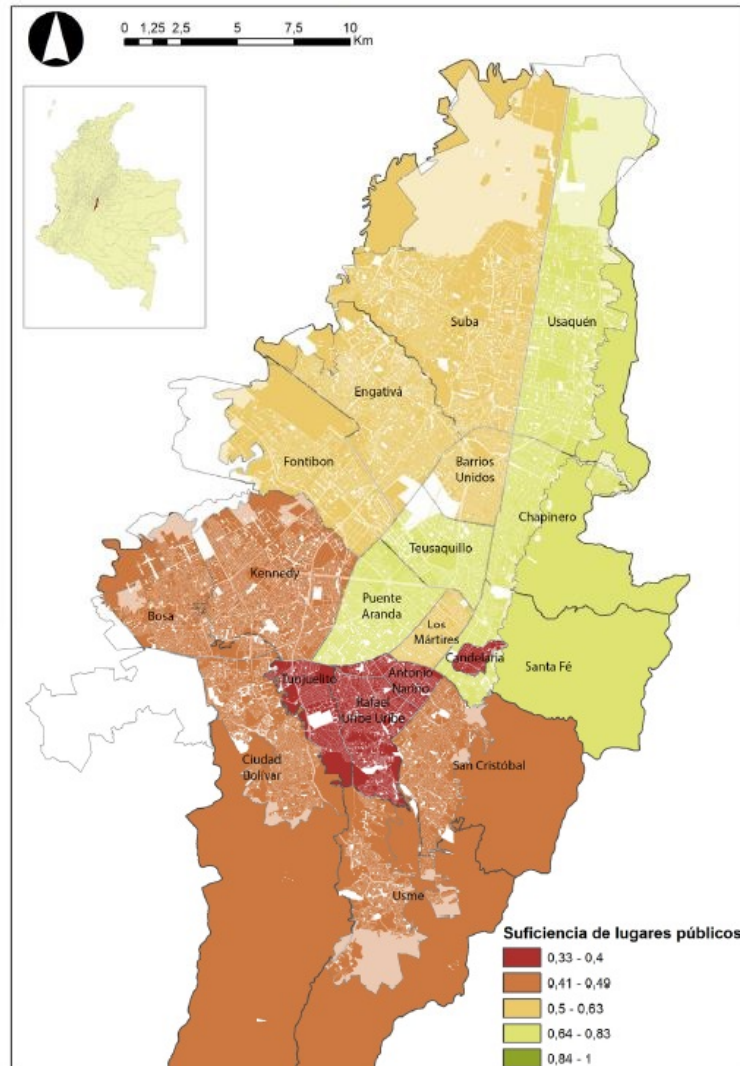 0 1,25 2,5 5 7,5 10
Km
Suba
Usaquén
Engativá
Fontibon
Barrios
Unidos
Chapinero
Teusaquillo
Kennedy
Puente
Aranda
Bosa
Los
Mártires
Candelaria
Santa Fé
Tunjuelito
Antonio
Nariño
Rafael
Uribe Uribe
Ciudad
Bolívar
San Cristóbal
Usme
Suficiencia de lugares públicos
0,33 - 0,4
0,41 - 0,49
0,5 - 0,63
0,64 - 0,83
0,84 - 1